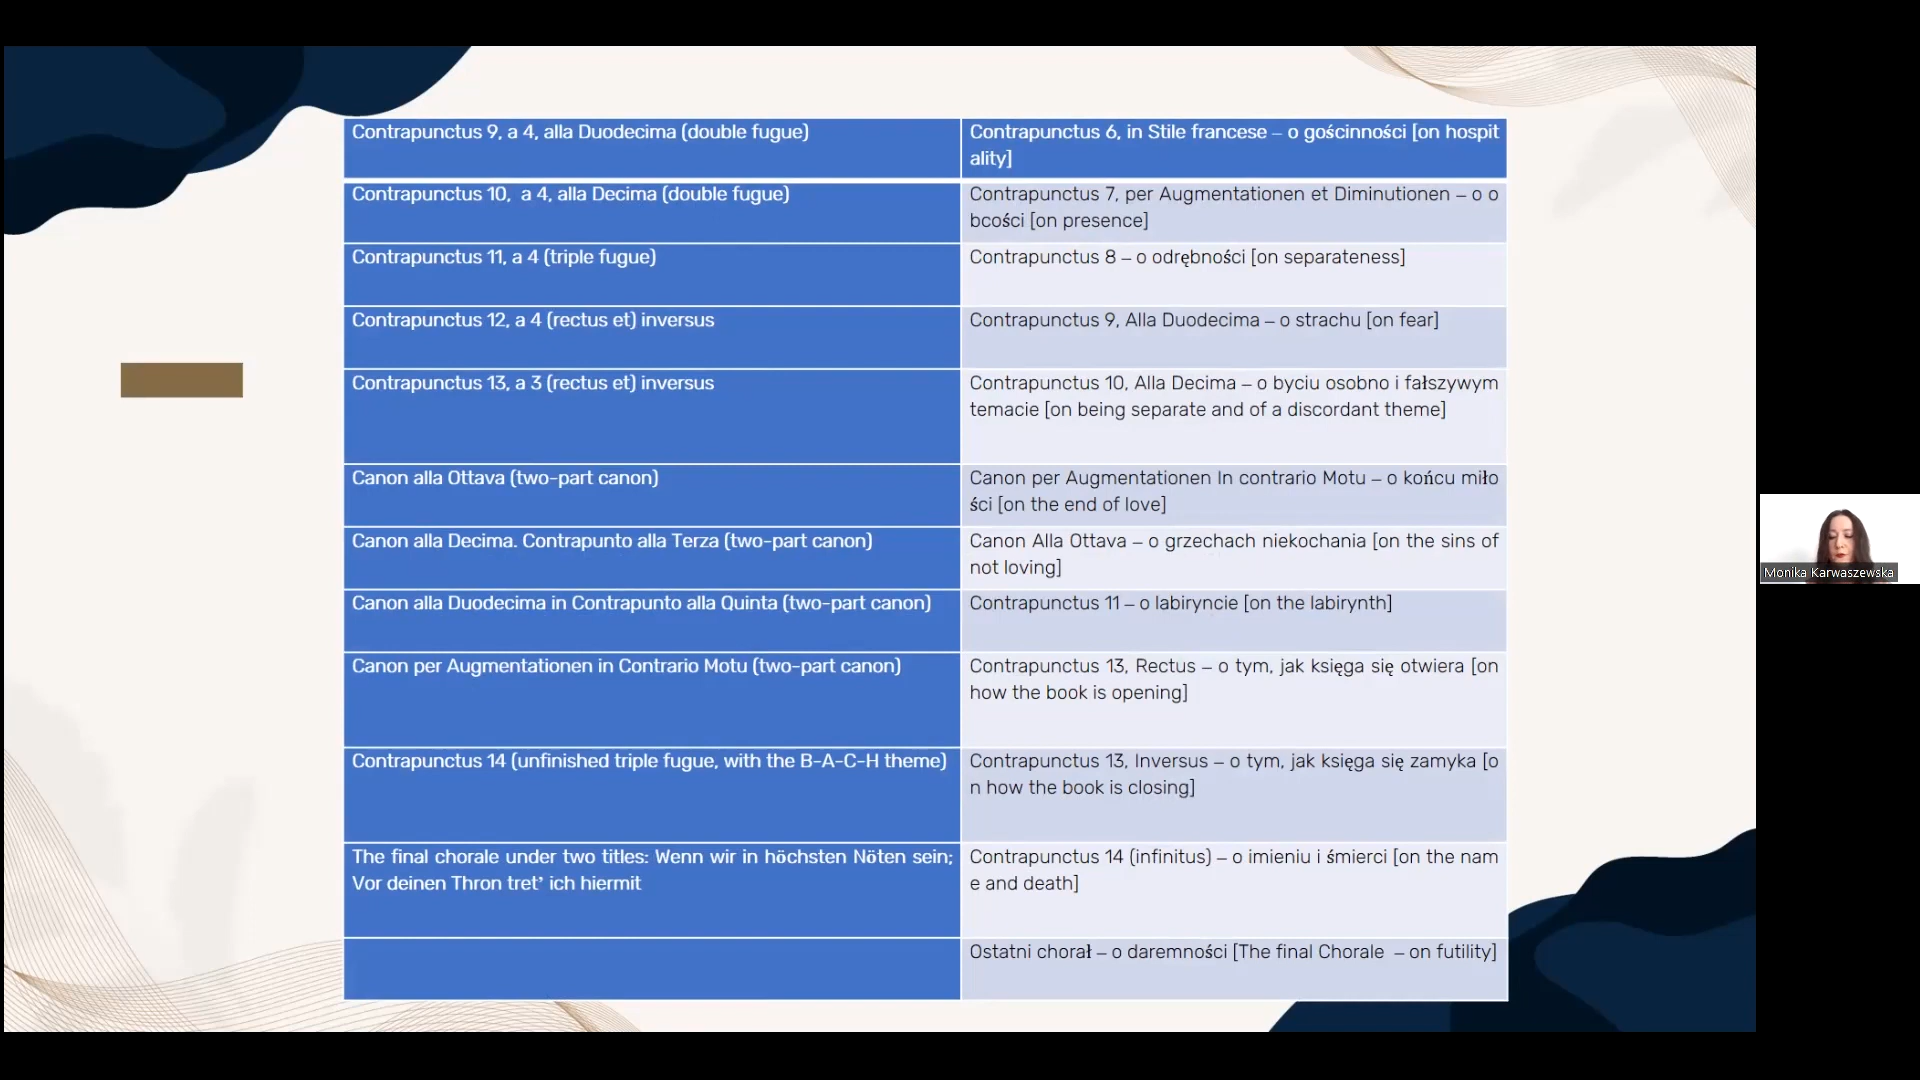 Contrapunctus 9, a 4, alla Duodecima (double fugue)
Contrapunctus 6, in Stile francese – o gościnności [on hospit
ality]
Contrapunctus 10,  a 4, alla Decima (double fugue)
Contrapunctus 7, per Augmentationen et Diminutionen – o o
bcości [on presence]
Contrapunctus 11, a 4 (triple fugue)
Contrapunctus 8 – o odrębności [on separateness]
Contrapunctus 12, a 4 (rectus et) inversus
Contrapunctus 9, Alla Duodecima – o strachu [on fear]
Contrapunctus 13, a 3 (rectus et) inversus
Contrapunctus 10, Alla Decima – o byciu osobno i fałszywym
temacie [on being separate and of a discordant theme]
Canon alla Ottava (two-part canon)
Canon per Augmentationen In contrario Motu – o końcu miło
ści [on the end of love]
Canon alla Decima. Contrapunto alla Terza (two-part canon)
Canon Alla Ottava – o grzechach niekochania [on the sins of
not loving]
Canon alla Duodecima in Contrapunto alla Quinta (two-part canon)
Contrapunctus 11 – o labiryncie [on the labirynth]
Canon per Augmentationen in Contrario Motu (two-part canon)
Contrapunctus 13, Rectus – o tym, jak księga się otwiera [on
how the book is opening]
Contrapunctus 14 (unfinished triple fugue, with the B-A-C-H theme)
Contrapunctus 13, Inversus – o tym, jak księga się zamyka [o
n how the book is closing]
The final chorale under two titles: Wenn wir in höchsten Nöten sein;
Vor deinen Thron tret’ ich hiermit
Contrapunctus 14 (infinitus) – o imieniu i śmierci [on the nam
e and death]
Ostatni chorał – o daremności [The final Chorale  – on futility]
Monika Karwaszewska